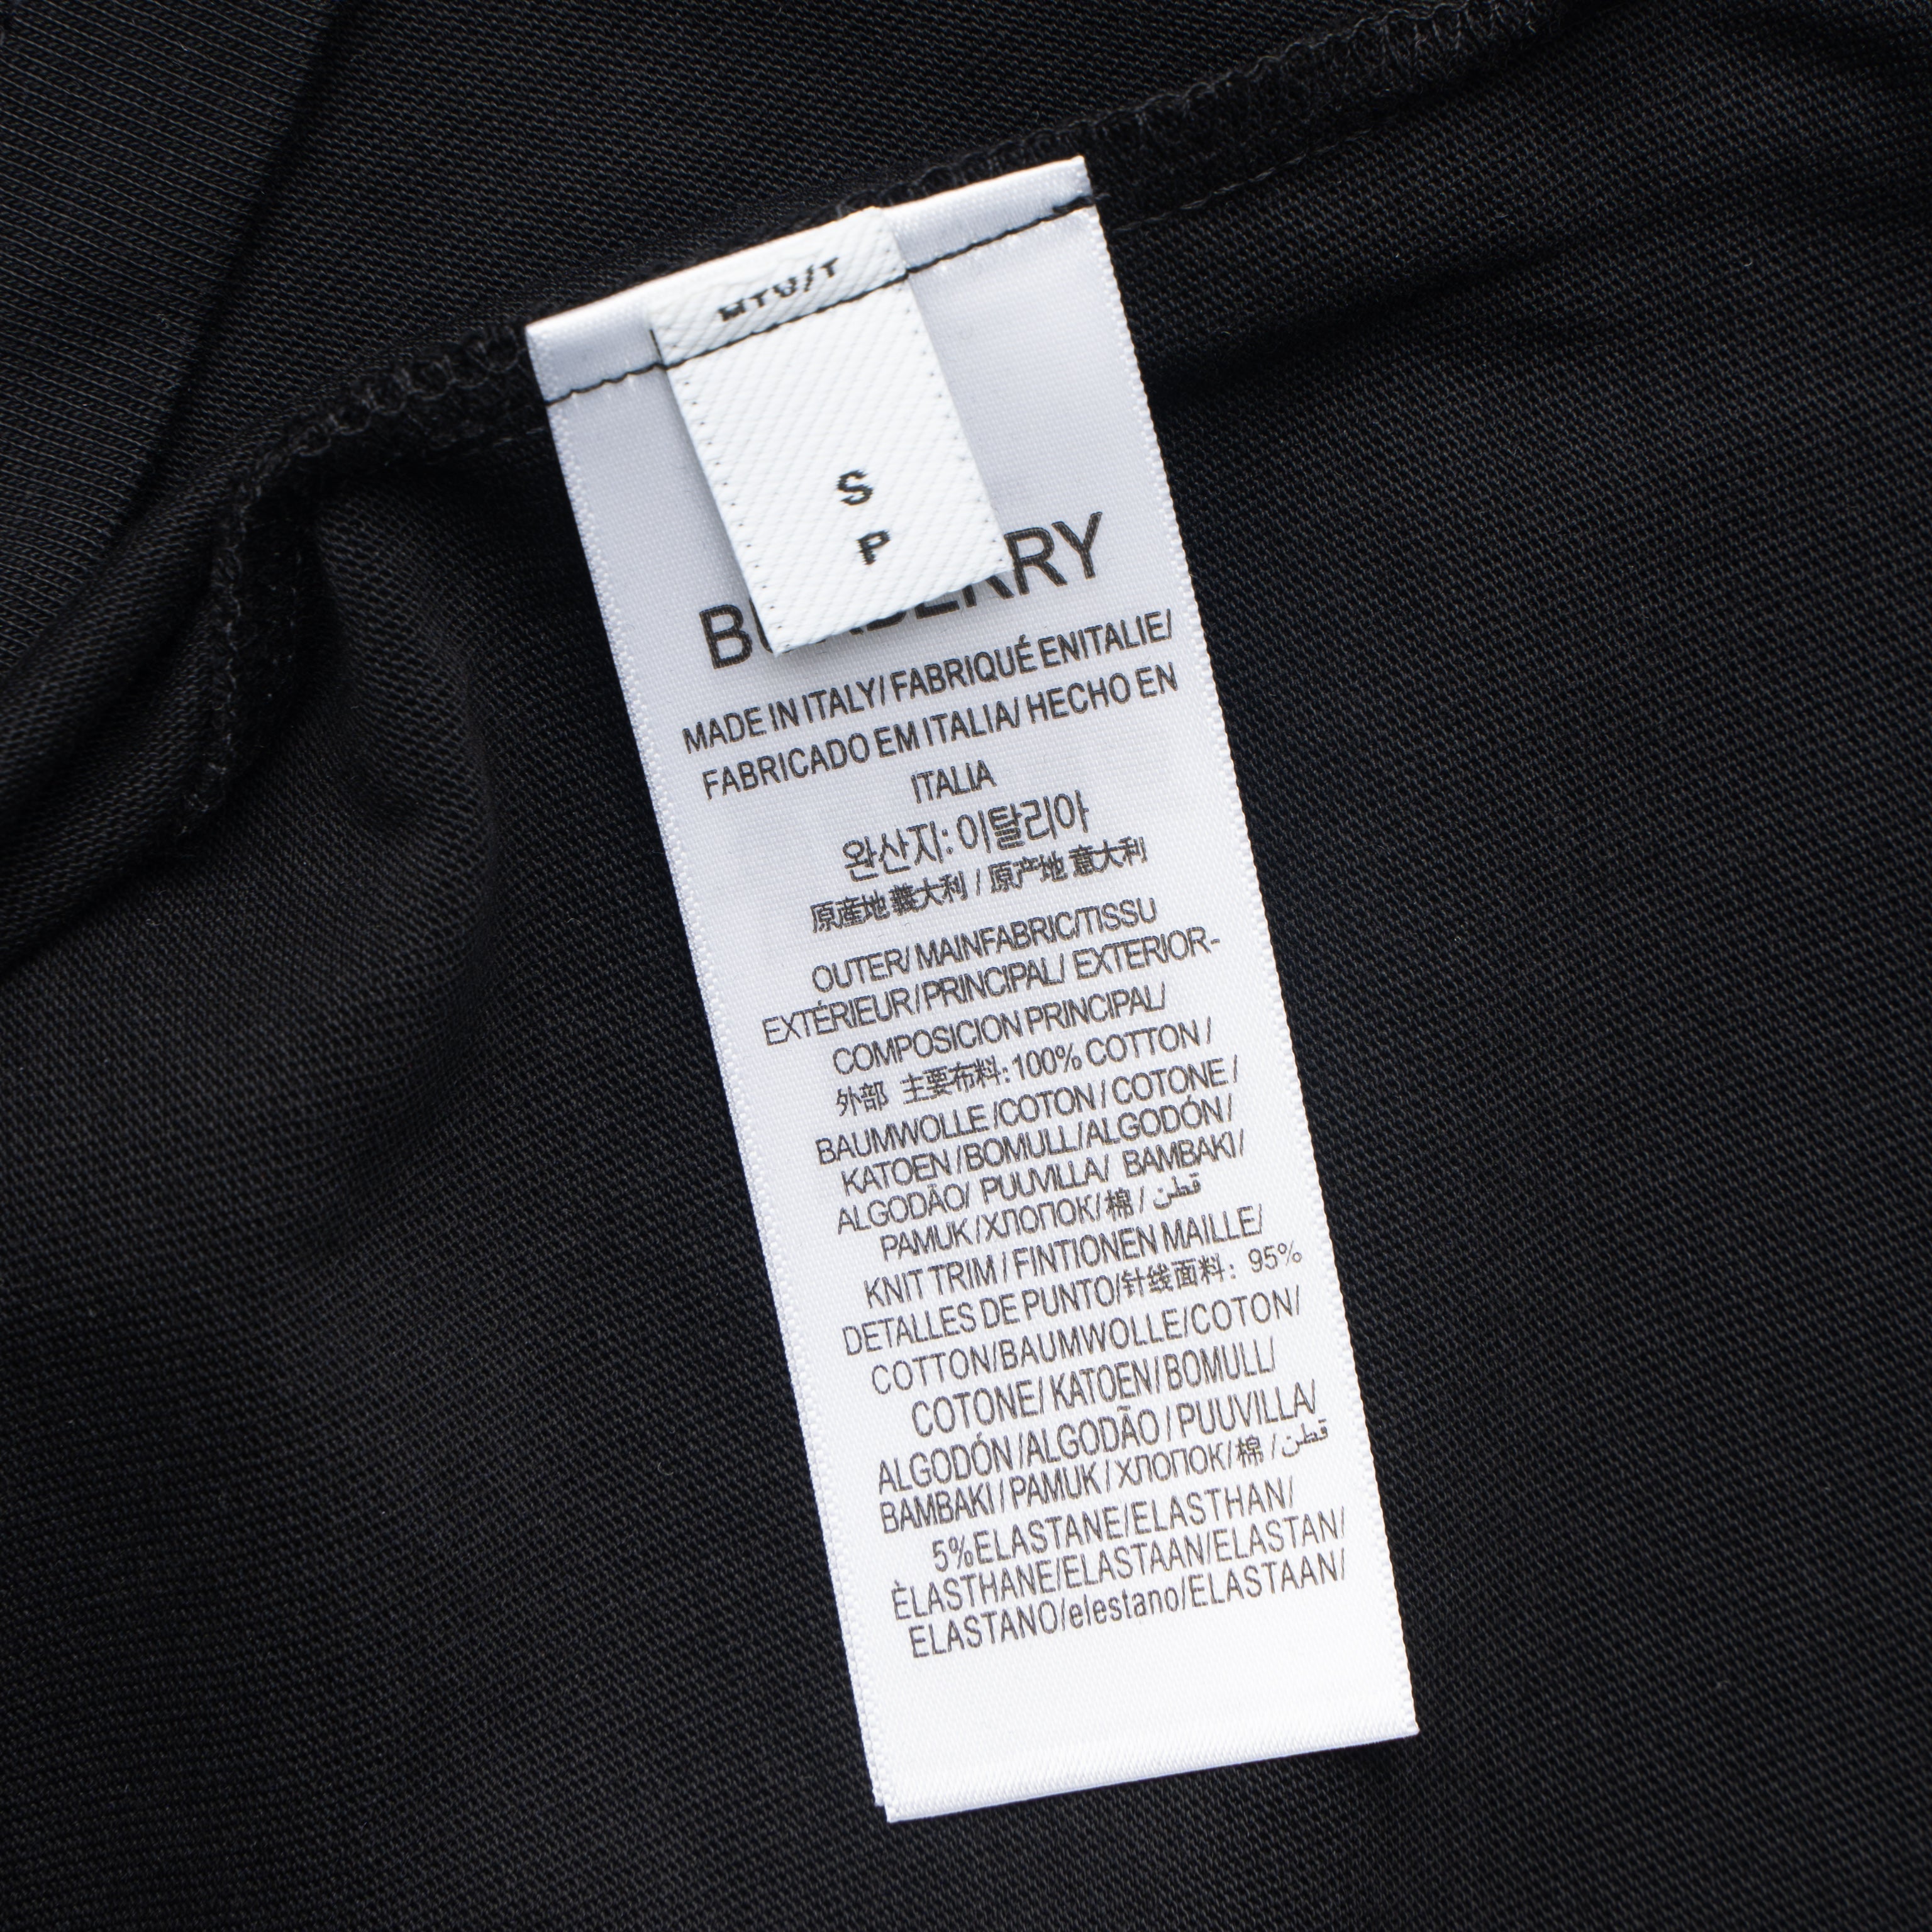 S
P
MADE IN ITALY/ FABRIQUÉ ENITALIE/
FABRICADO EM ITALIA/ HECHO EN
ITALIA
완산지: 이탈리아
原産地 義大利 / 原产地 意大利
OUTER/ MAINFABRIC/TISSU
EXTÉRIEUR/PRINCIPAL/ EXTERIOR-
COMPOSICION PRINCIPAL/
外部 主要布料: 100% COTTON /
BAUMWOLLE /COTON / COTONE /
KATOEN /BOMULL/ALGODÓN/
ALGODÃO/ PUUVILLA/ BAMBAKI/
PAMUK /ХЛОПОК/ 棉 / قطن
KNIT TRIM / FINTIONEN MAILLE/
DETALLES DE PUNTO/针线面料: 95%
COTTON/BAUMWOLLE/COTON/
COTONE/ KATOEN/BOMULL/
ALGODÓN /ALGODÃO / PUUVILLA/
BAMBAKI / PAMUK / ХЛОПОК/ 棉 / قطن
5%ELASTANE/ELASTHAN/
ÈLASTHANE/ELASTAAN/ELASTAN/
ELASTANO/elestano/ELASTAAN/